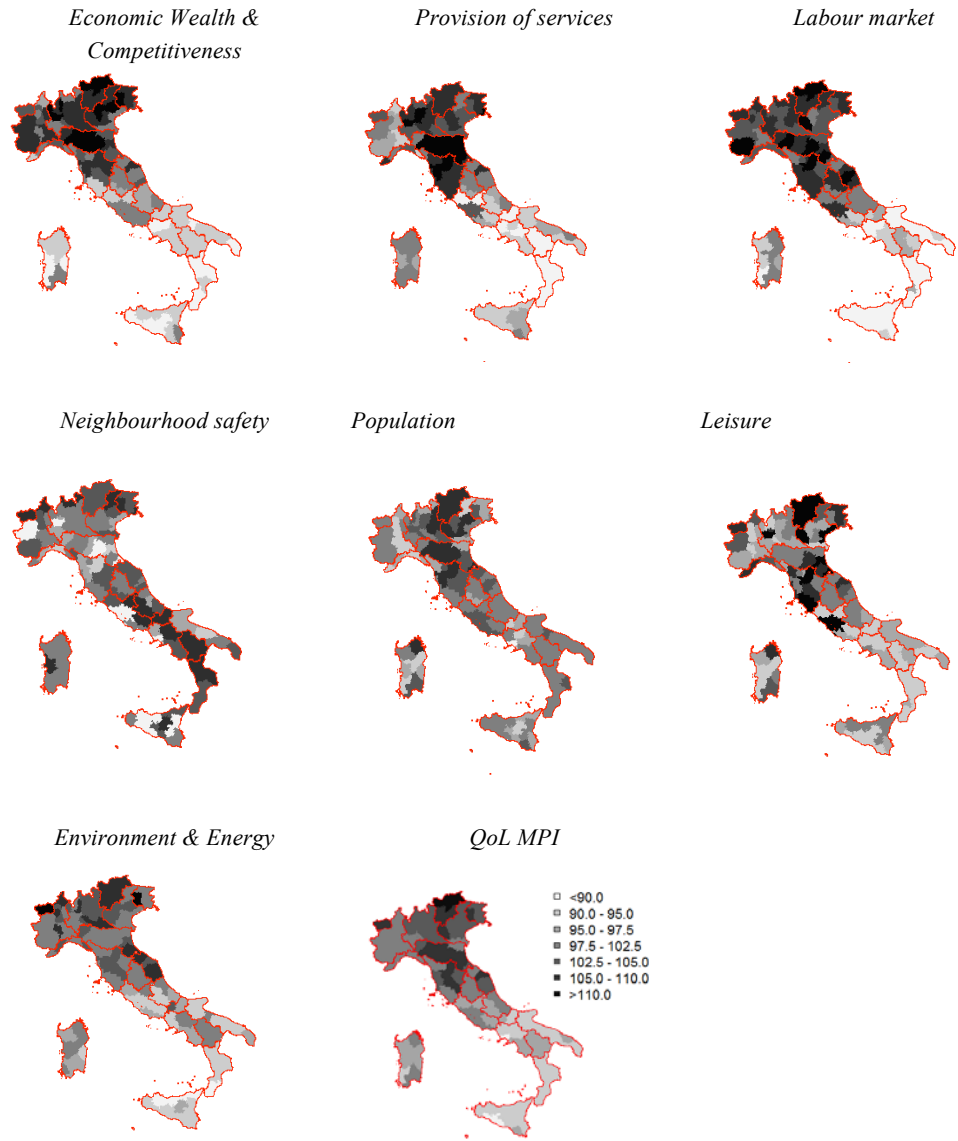 Economic Wealth &
Competitiveness
Provision of services
Labour market
Neighbourhood safety
Population
Leisure
Environment & Energy
QoL MPI
<90.0
90.0 - 95.0
95.0 - 97.5
97.5 - 102.5
102.5 - 105.0
105.0 - 110.0
>110.0